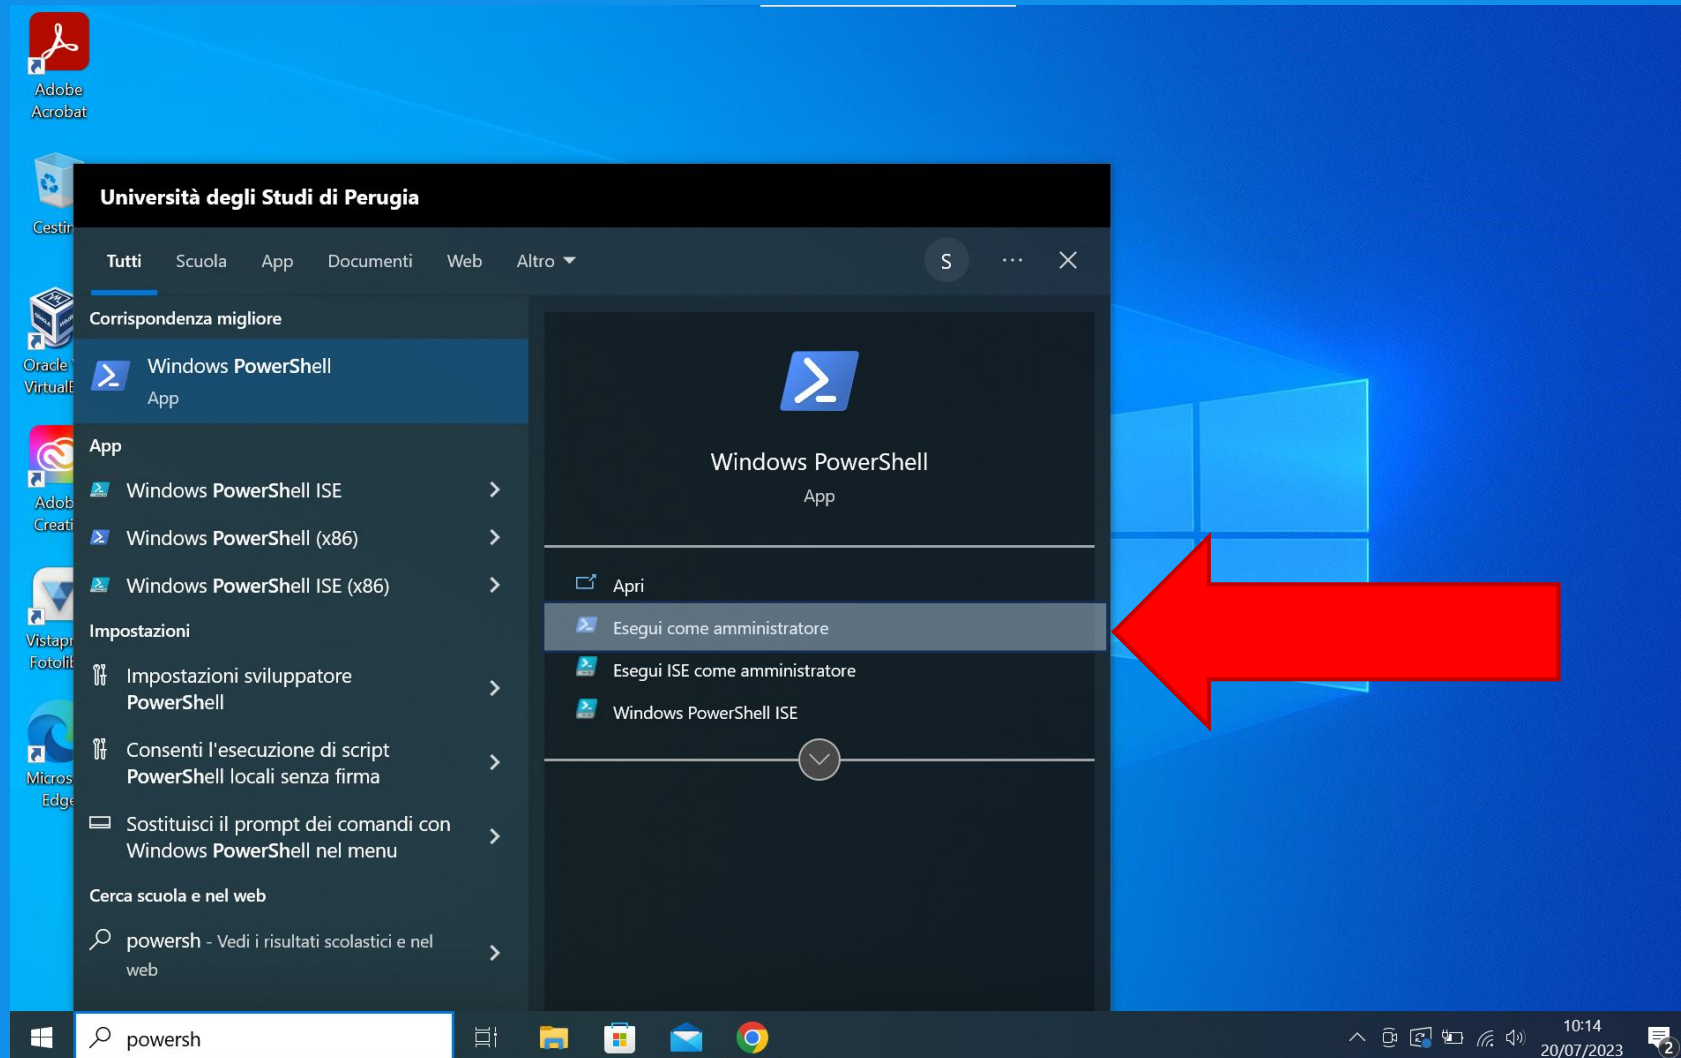 Adobe
Acrobat
Università degli Studi di Perugia
Tutti Scuola App Documenti Web Altro S
Corrispondenza migliore
Windows PowerShell
App
App
Windows PowerShell ISE
Windows PowerShell (x86)
Windows PowerShell ISE (x86)
Impostazioni
Impostazioni sviluppatore
PowerShell
Consenti l'esecuzione di script
PowerShell locali senza firma
Sostituisci il prompt dei comandi con
Windows PowerShell nel menu
Cerca scuola e nel web
powersh - Vedi i risultati scolastici e nel
web
Windows PowerShell
App
Apri
Esegui come amministratore
Esegui ISE come amministratore
Windows PowerShell ISE
Oracle
Edge
powersh
10:14
20/07/2023
2